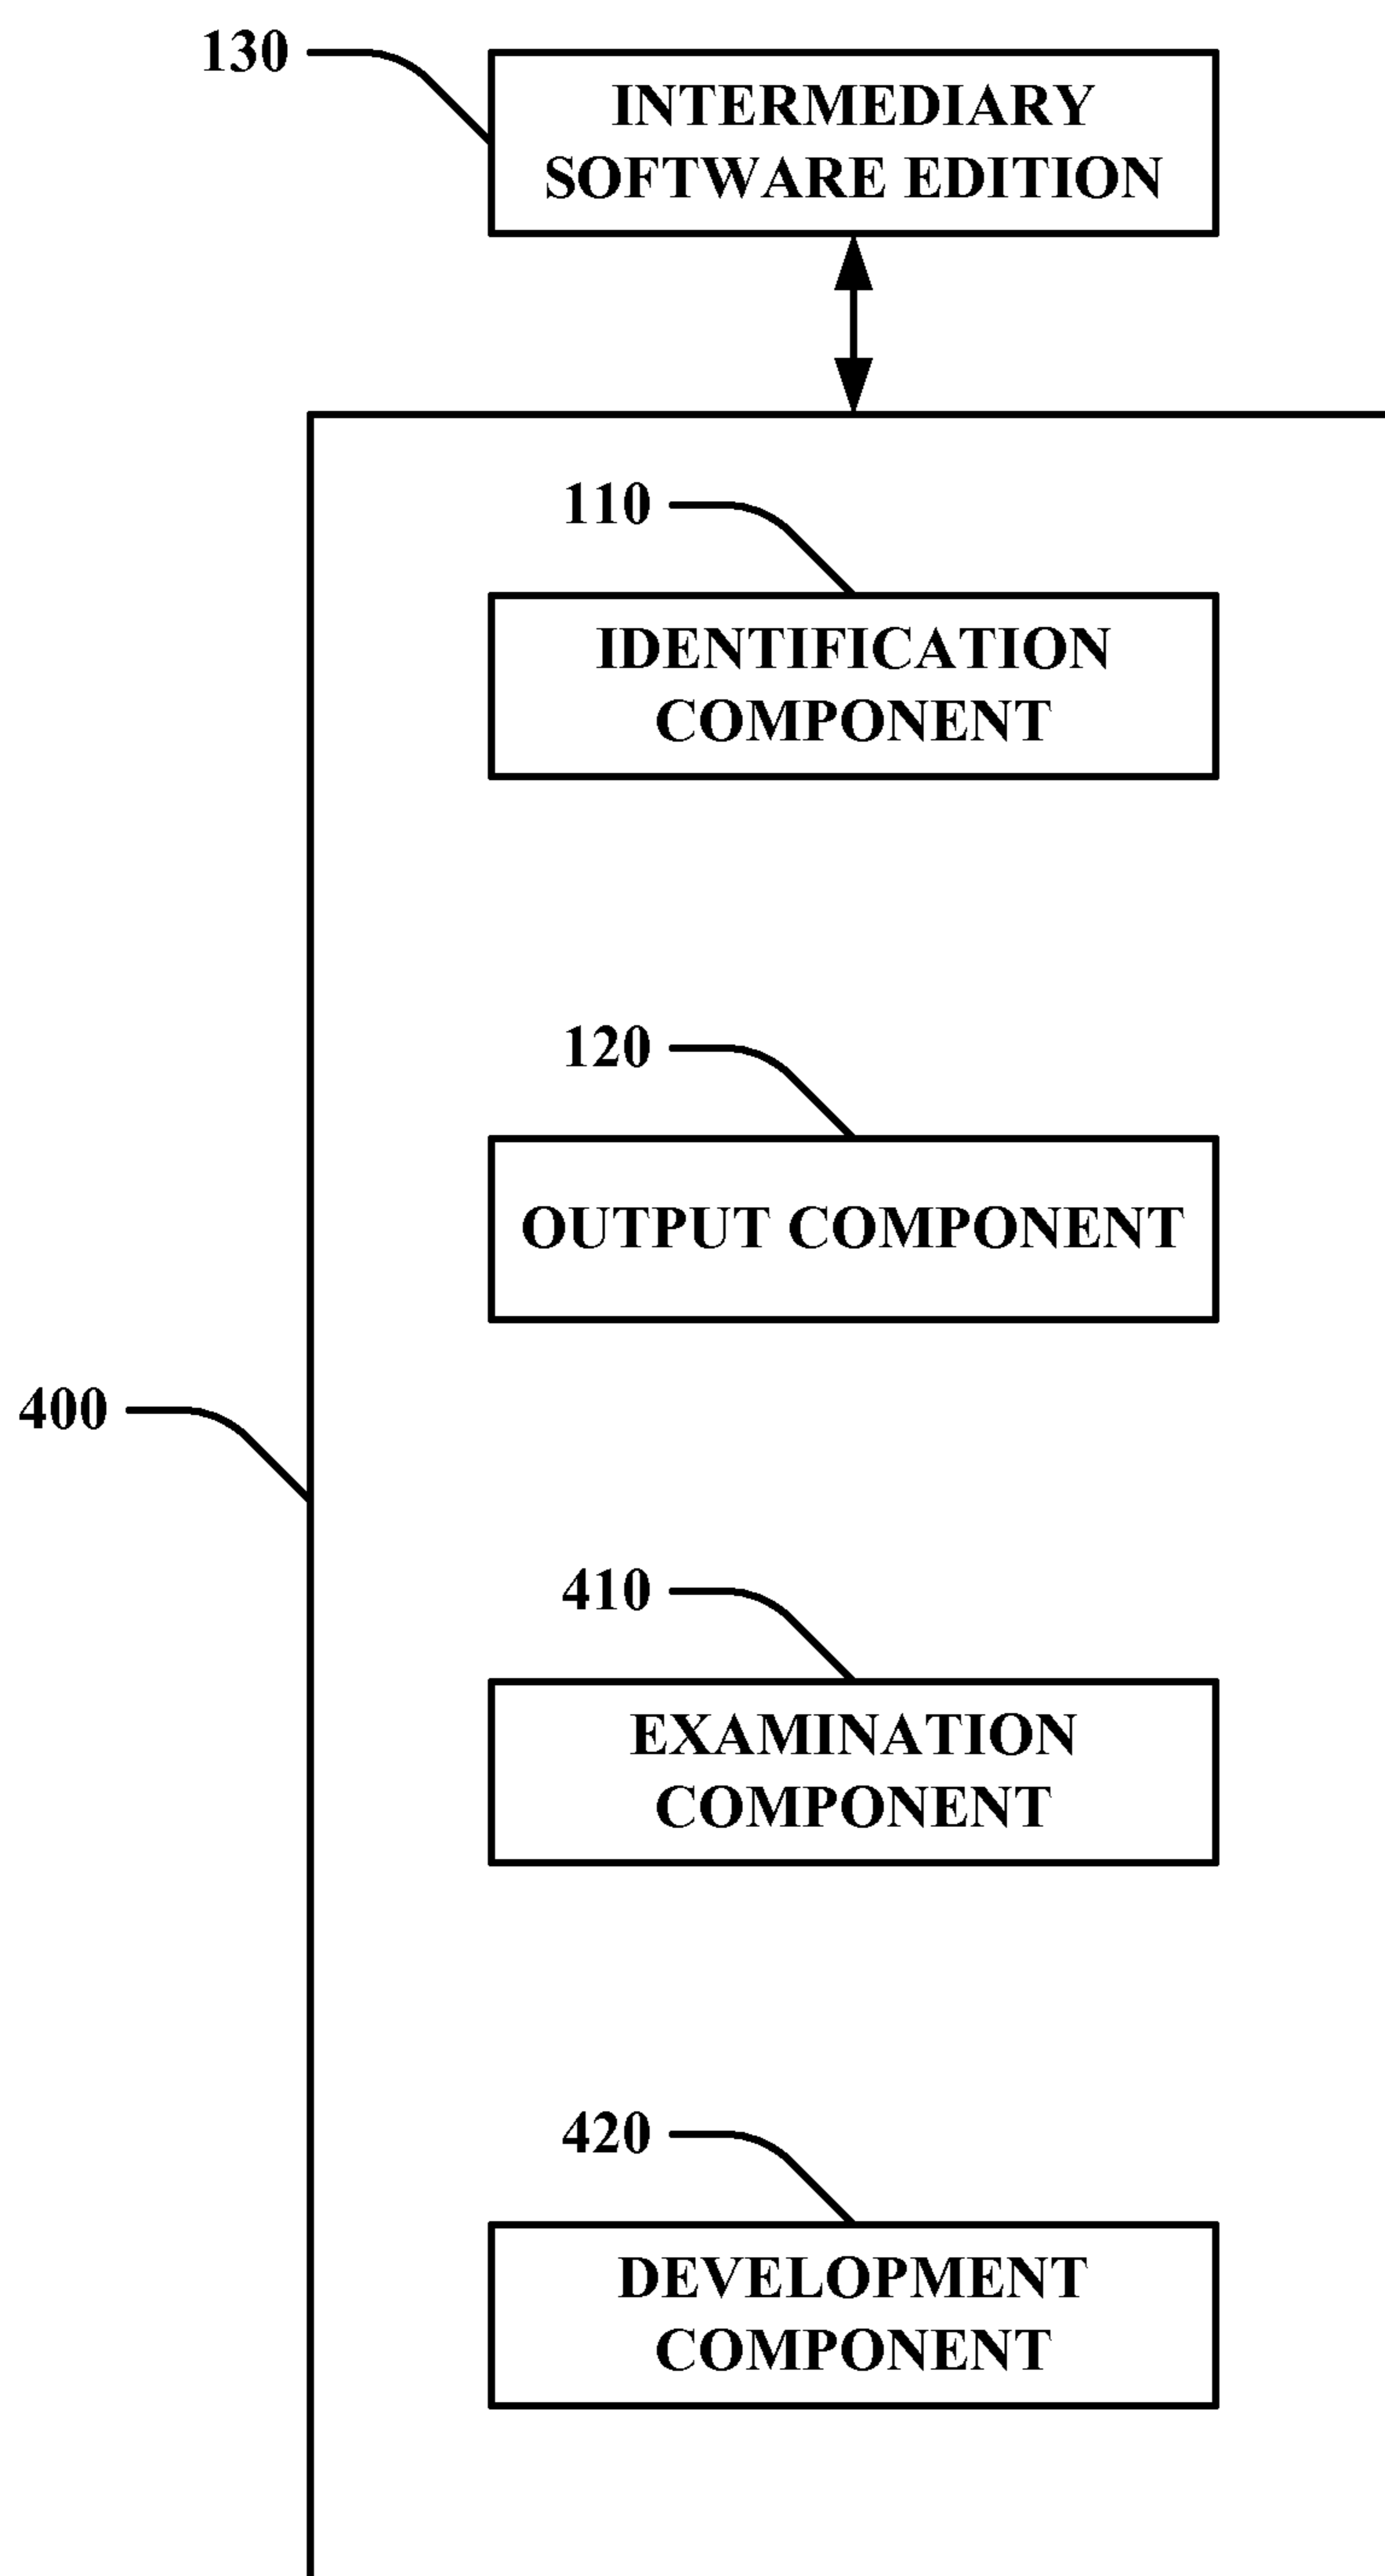 130
INTERMEDIARY
SOFTWARE EDITION
110
IDENTIFICATION
COMPONENT
120
OUTPUT COMPONENT
400
410
EXAMINATION
COMPONENT
420
DEVELOPMENT
COMPONENT